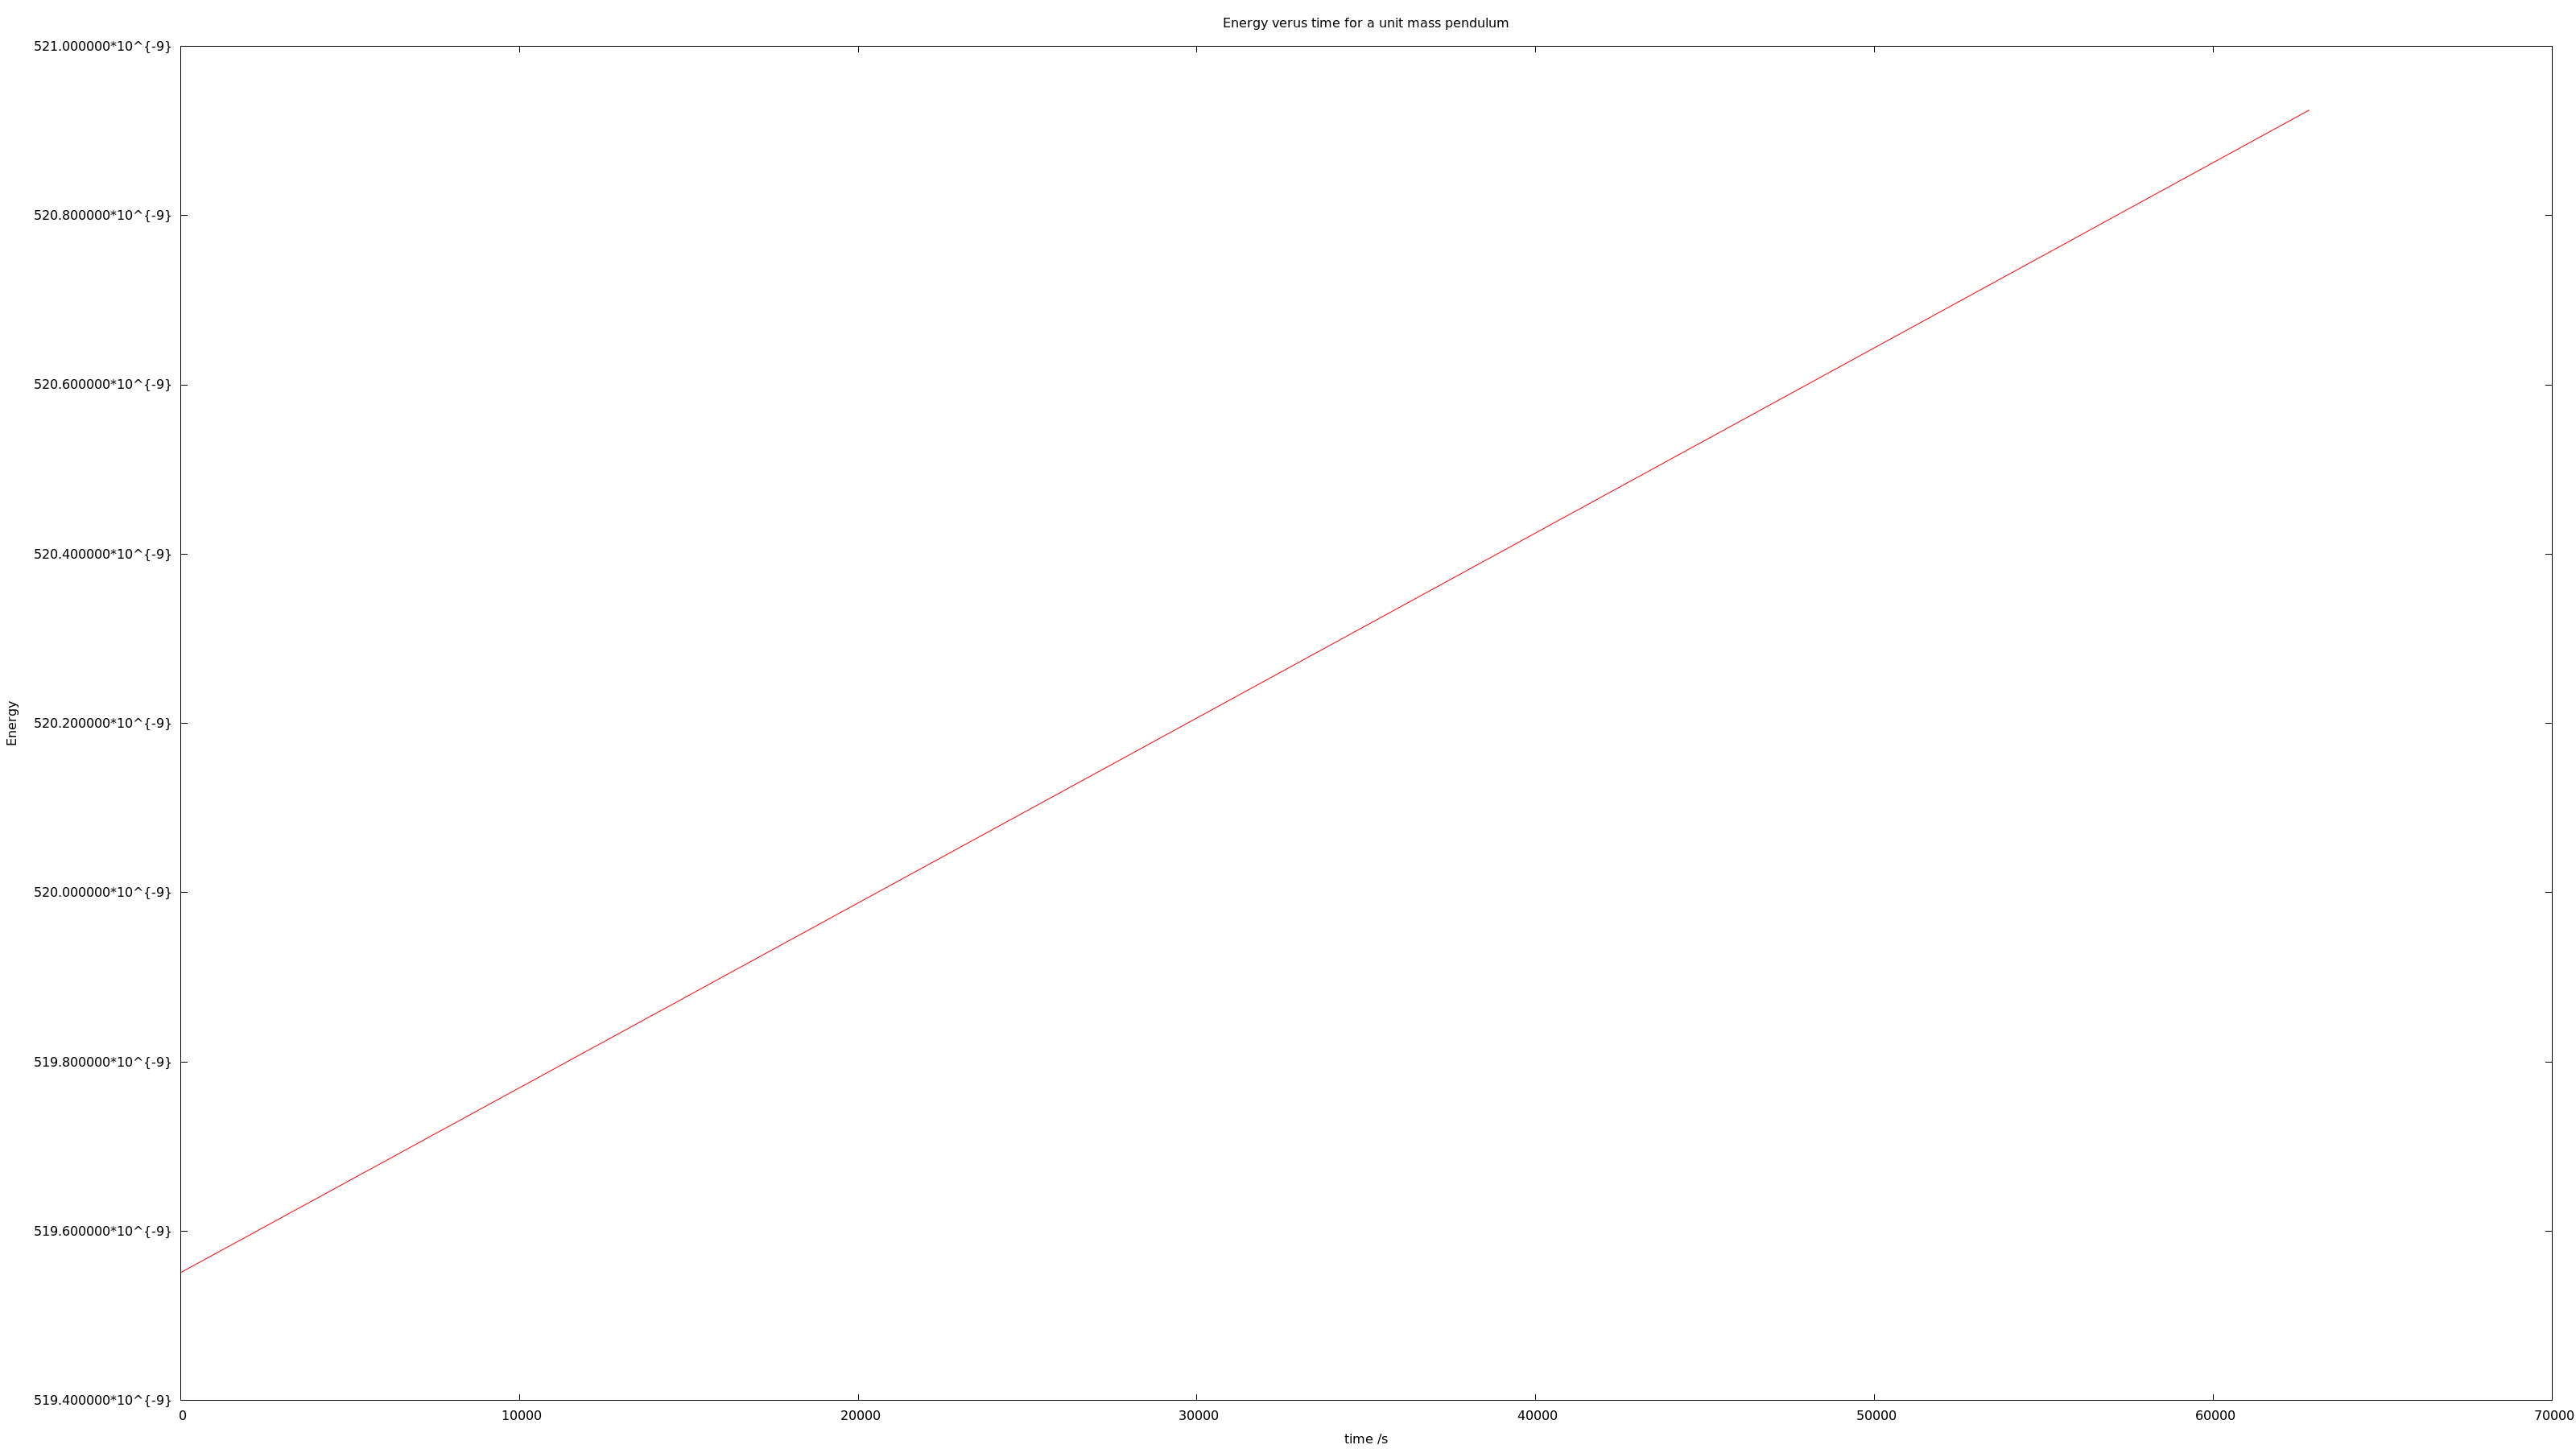 Energy verus time for a unit mass pendulum
521.000000*10^{-9}
520.800000*10^{-9}
520.600000*10^{-9}
520.400000*10^{-9}
520.200000*10^{-9}
520.000000*10^{-9}
519.800000*10^{-9}
519.600000*10^{-9}
519.400000*10^{-9}
Energy
0 10000 20000 30000 40000 50000 60000 70000
time /s